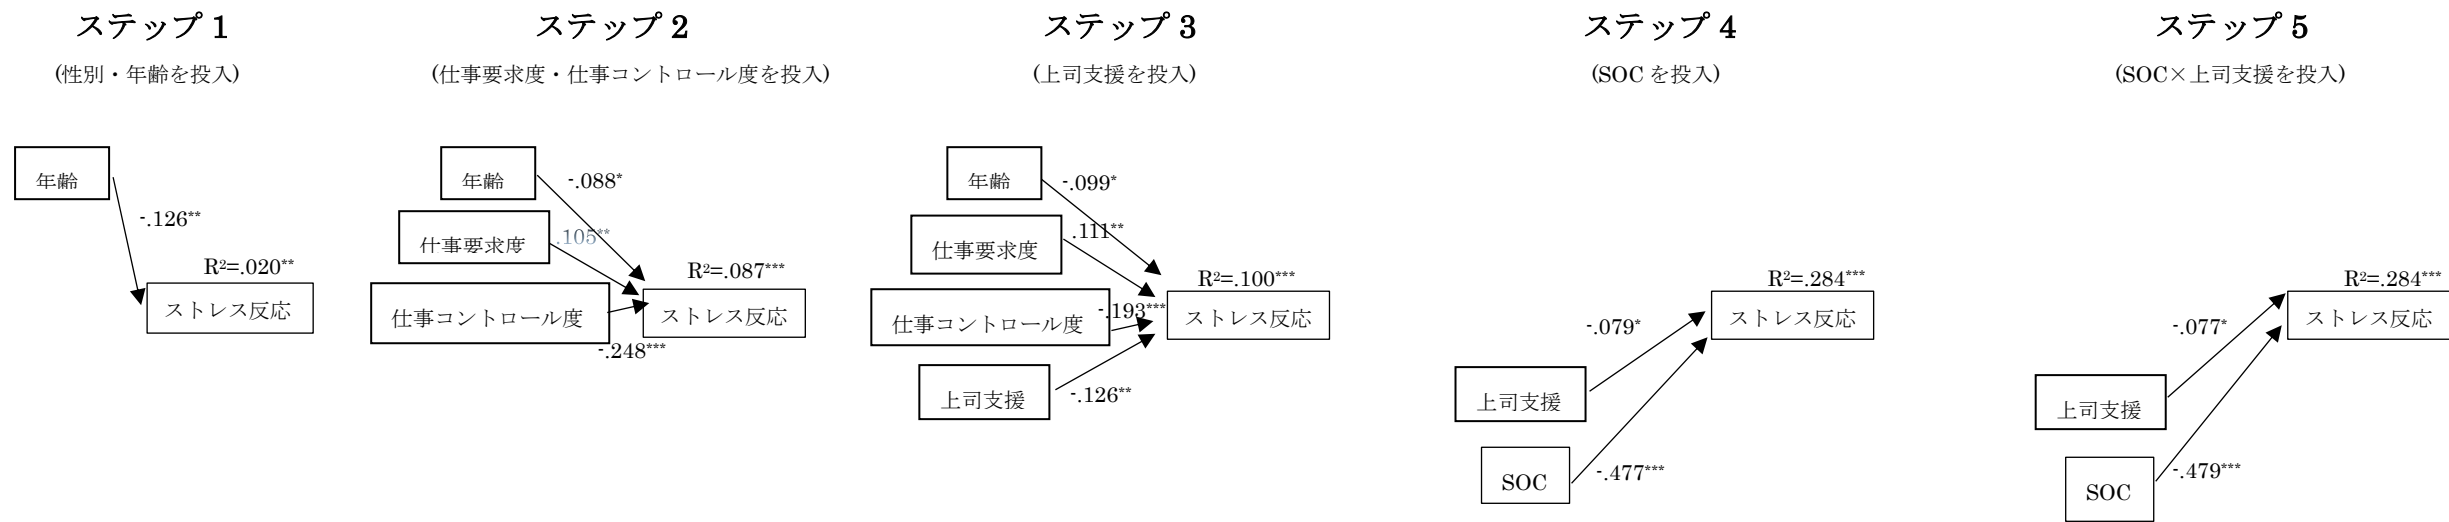 ステップ 1
(性別・年齢を投入)
年齢
-.126**
R²=.020**
ストレス反応
ステップ 2
(仕事要求度・仕事コントロール度を投入)
年齢
-.088*
仕事要求度
.105**
R²=.087***
仕事コントロール度
ストレス反応
-.248***
ステップ 3
(上司支援を投入)
年齢
-.099*
仕事要求度
.111**
R²=.100***
仕事コントロール度
-.193***
ストレス反応
上司支援
-.126**
ステップ 4
(SOC を投入)
R²=.284***
ストレス反応
-.079*
上司支援
SOC
-.477***
ステップ 5
(SOC×上司支援を投入)
R²=.284***
ストレス反応
-.077*
上司支援
SOC
-.479***